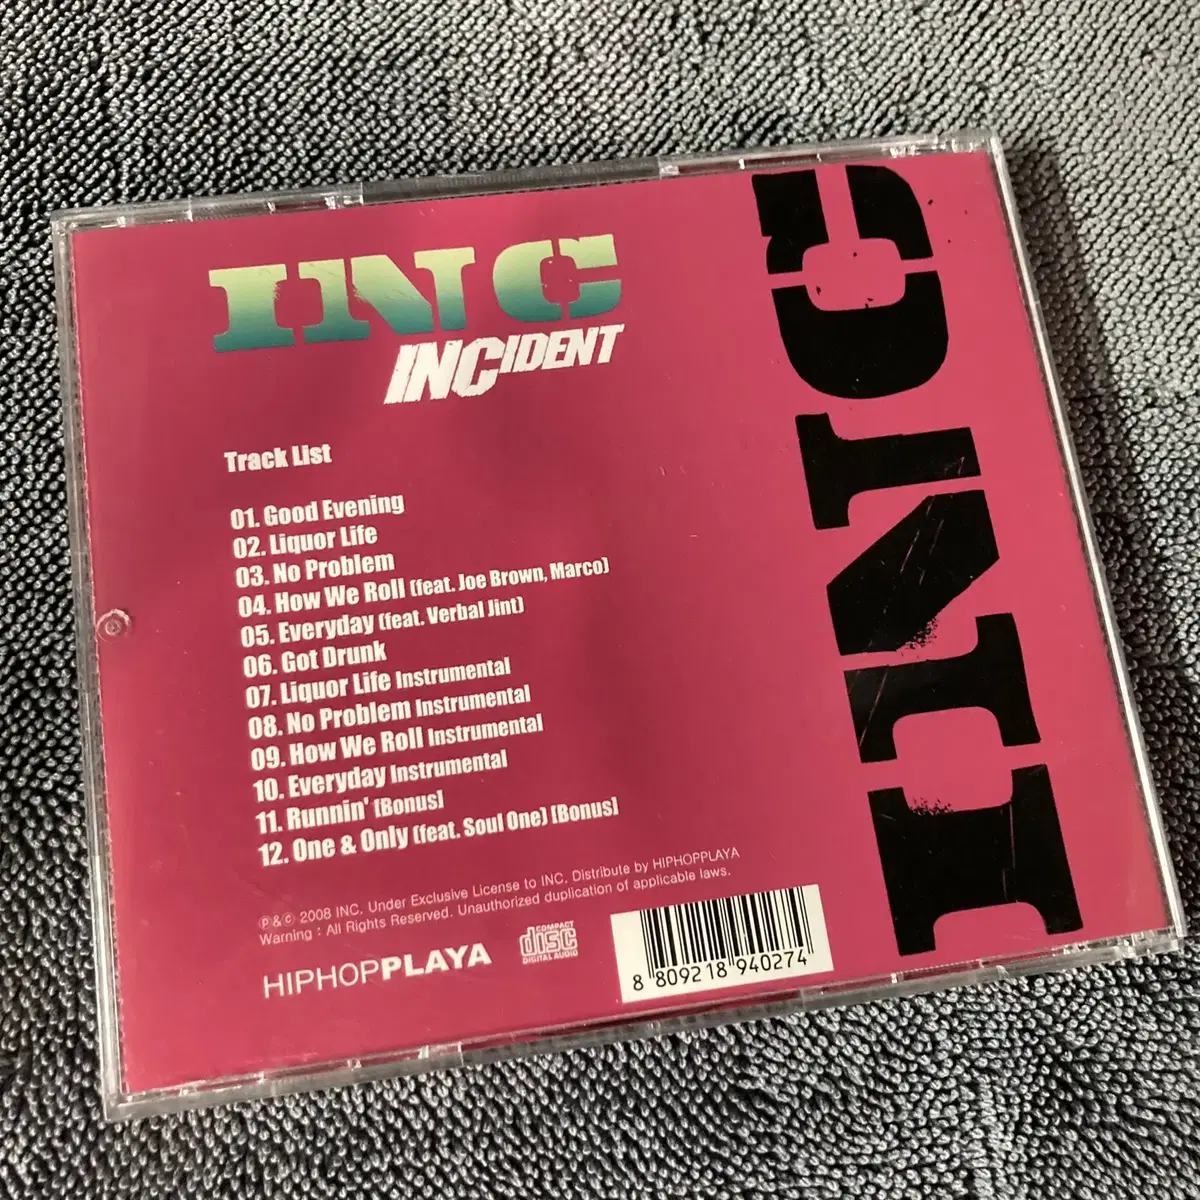 INC
INCIDENT
Track List
01. Good Evening
02. Liquor Life
03. No Problem
04. How We Roll (feat. Joe Brown, Marco)
05. Everyday (feat. Verbal Jint)
06. Got Drunk
07. Liquor Life Instrumental
08. No Problem Instrumental
09. How We Roll Instrumental
10. Everyday Instrumental
11. Runnin' [Bonus]
12. One & Only (feat. Soul One) [Bonus]
℗&© 2008 INC. Under Exclusive License to INC. Distribute by HIPHOPPLAYA
Warning : All Rights Reserved. Unauthorized duplication of applicable laws.
HIPHOPPLAYA
COMPACT
disc
DIGITAL AUDIO
8 809218 940274
INC